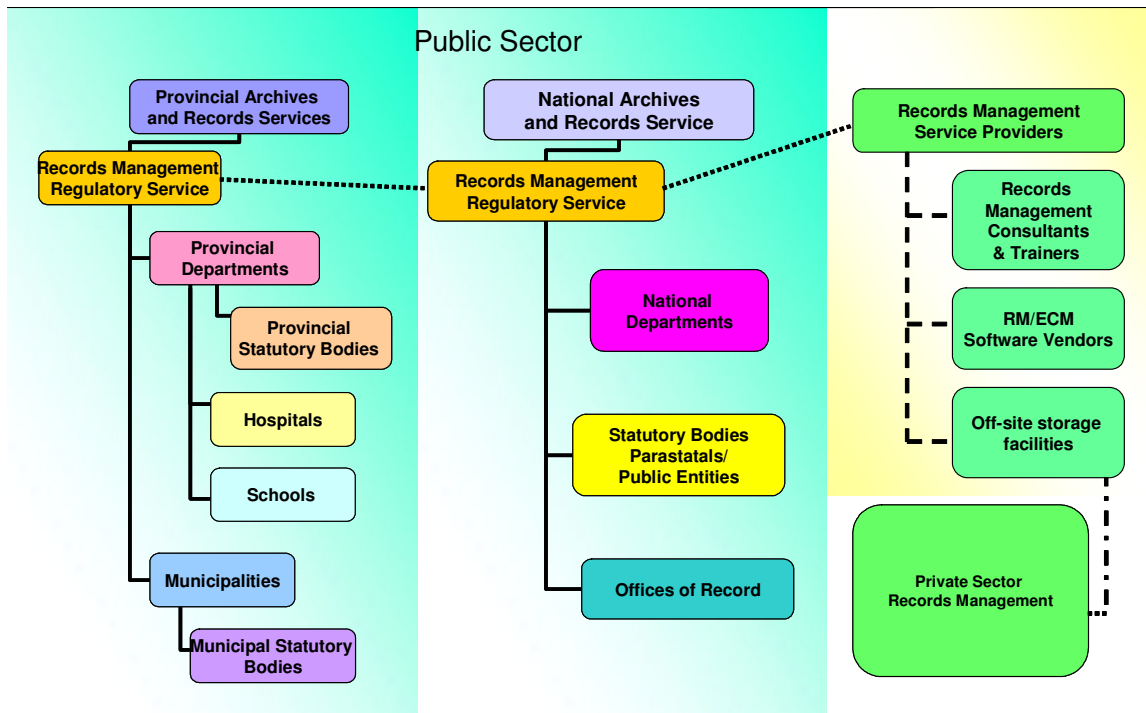 Public Sector
Provincial Archives
and Records Services
Records Management
Regulatory Service
Provincial
Departments
Provincial
Statutory Bodies
Hospitals
Schools
Municipalities
Municipal Statutory
Bodies
National Archives
and Records Service
Records Management
Regulatory Service
National
Departments
Statutory Bodies
Parastatals/
Public Entities
Offices of Record
Records Management
Service Providers
Records
Management
Consultants
& Trainers
RM/ECM
Software Vendors
Off-site storage
facilities
Private Sector
Records Management